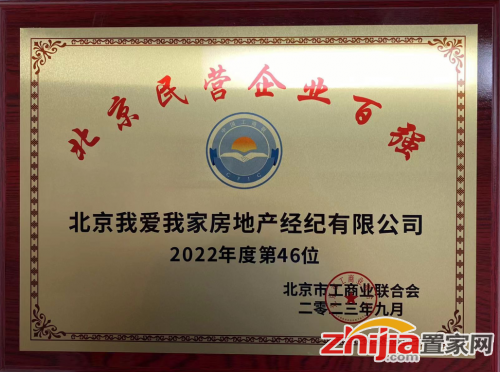 北京民营企业百强
北京我爱我家房地产经纪有限公司
2022年度第46位
北京市工商业联合会
二零二三年九月
zhijia置家网
.com